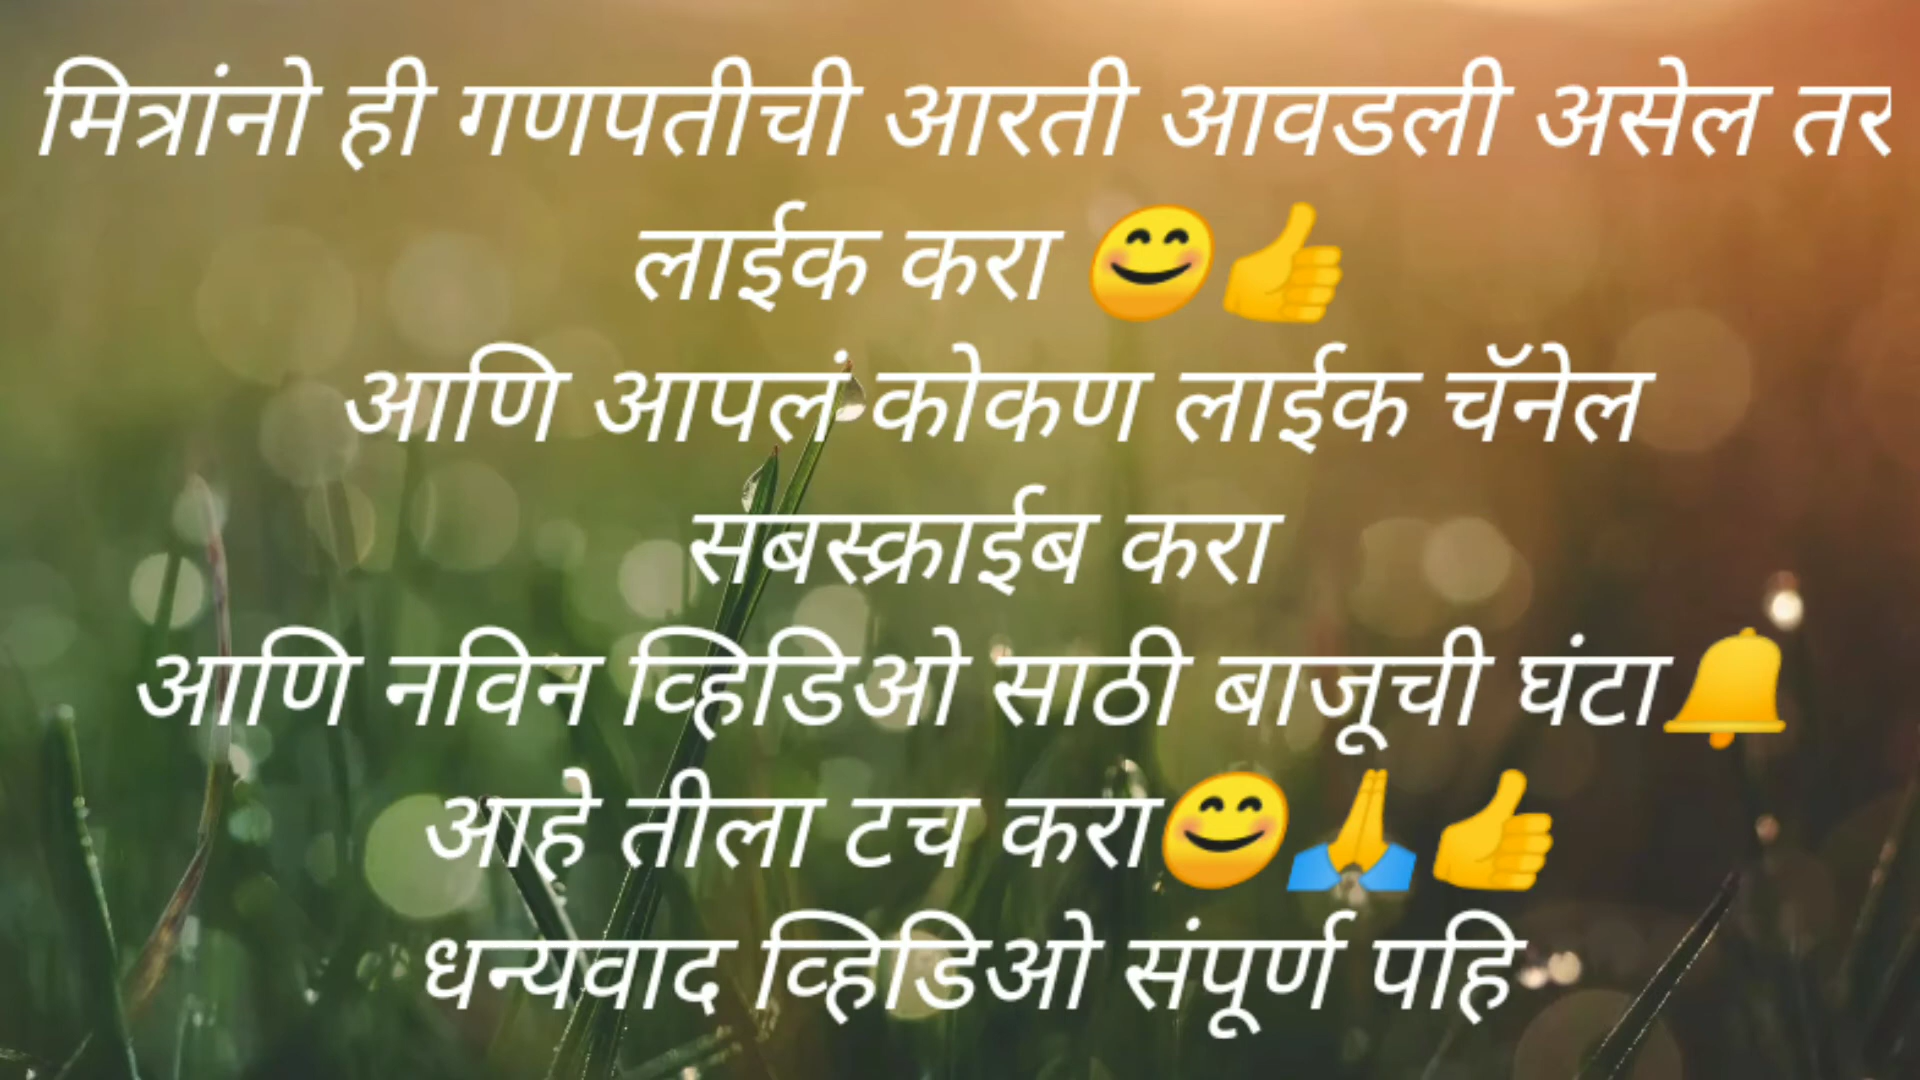 मित्रांनो ही गणपतीची आरती आवडली असेल तर
लाईक करा 😊👍
आणि आपलं कोकण लाईक चॅनेल
सबस्क्राईब करा
आणि नविन व्हिडिओ साठी बाजूची घंटा🔔
आहे तीला टच करा😊🙏👍
धन्यवाद व्हिडिओ संपूर्ण पहि